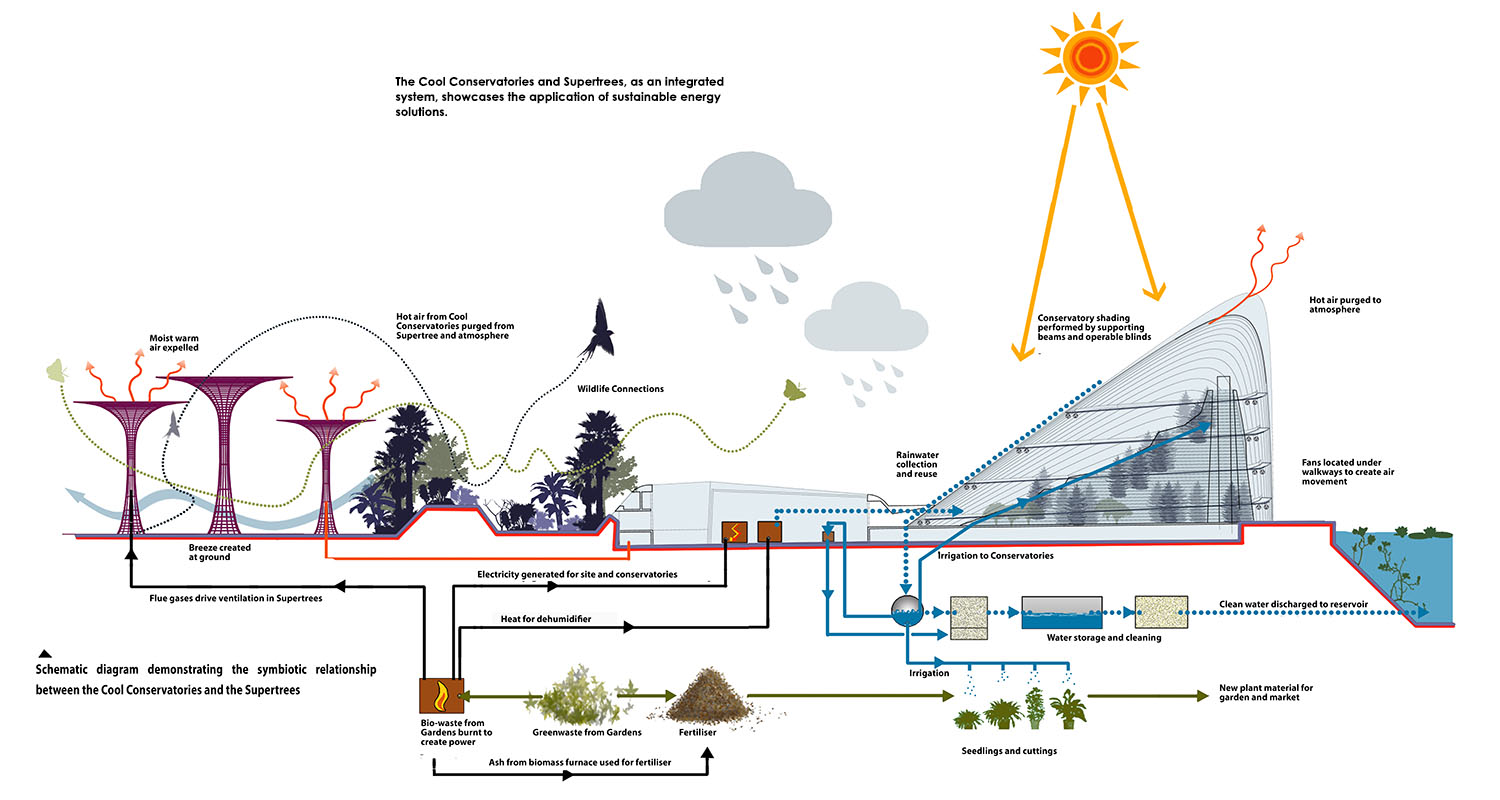 The Cool Conservatories and Supertrees, as an integrated
system, showcases the application of sustainable energy
solutions.
Moist warm
air expelled
Hot air from Cool
Conservatories purged from
Supertree and atmosphere
Wildlife Connections
Conservatory shading
performed by supporting
beams and operable blinds
Hot air purged to
atmosphere
Rainwater
collection
and reuse
Fans located under
walkways to create air
movement
Breeze created
at ground
Irrigation to Conservatories
Electricity generated for site and conservatories
Flue gases drive ventilation in Supertrees
Heat for dehumidifier
Clean water discharged to reservoir
Water storage and cleaning
Schematic diagram demonstrating the symbiotic relationship
between the Cool Conservatories and the Supertrees
Irrigation
New plant material for
garden and market
Bio-waste from
Gardens burnt to
create power
Greenwaste from Gardens
Fertiliser
Seedlings and cuttings
Ash from biomass furnace used for fertiliser